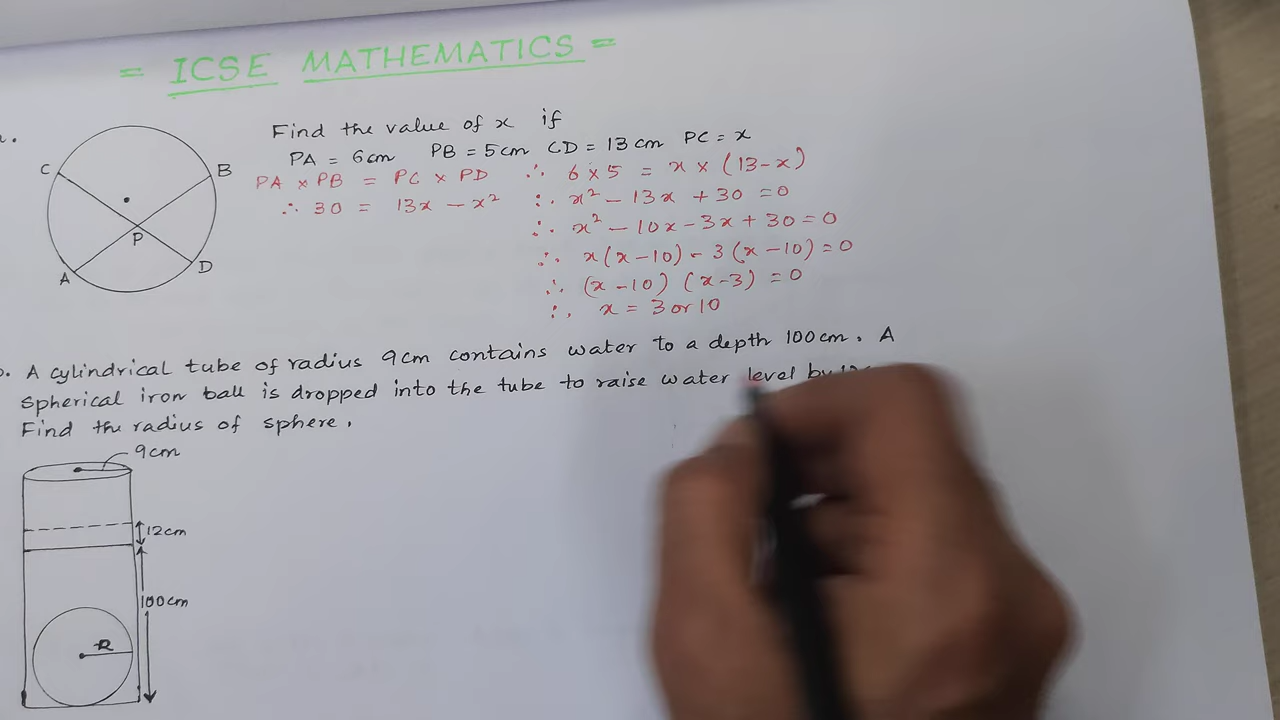 = ICSE MATHEMATICS =
Find the value of x if
PA = 6cm PB = 5cm CD = 13cm PC = x
PA × PB = PC × PD ∴ 6 × 5 = x × (13-x)
∴ 30 = 13x - x² ∴ x² - 13x + 30 = 0
∴ x² - 10x - 3x + 30 = 0
∴ x(x-10) - 3(x-10) = 0
∴ (x-10) (x-3) = 0
∴ x = 3 or 10
C
B
P
A
D
A cylindrical tube of radius 9cm contains water to a depth 100cm. A
Spherical iron ball is dropped into the tube to raise water level by
Find the radius of sphere.
9cm
12cm
100cm
R